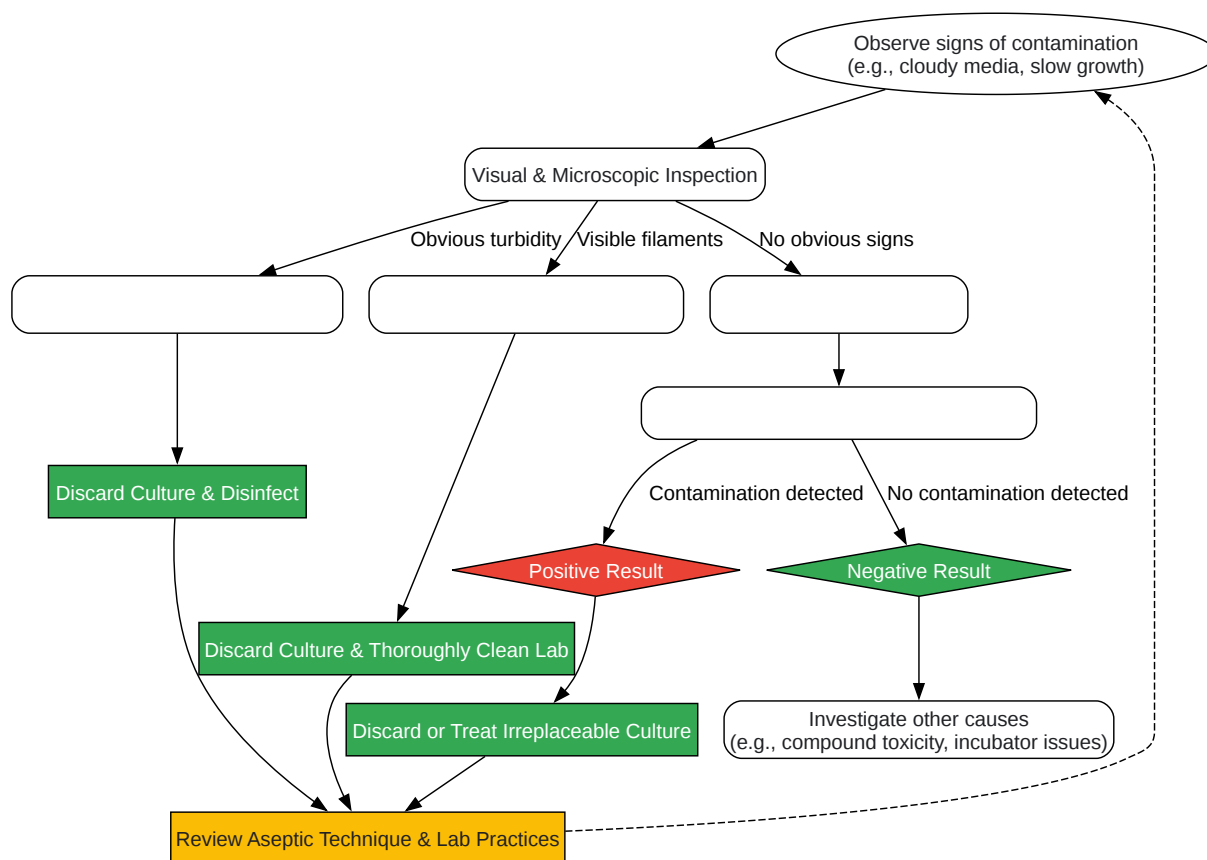 Observe signs of contamination
(e.g., cloudy media, slow growth)
Visual & Microscopic Inspection
Obvious turbidity
Visible filaments
No obvious signs
Discard Culture & Disinfect
Contamination detected
No contamination detected
Positive Result
Negative Result
Discard Culture & Thoroughly Clean Lab
Discard or Treat Irreplaceable Culture
Investigate other causes
(e.g., compound toxicity, incubator issues)
Review Aseptic Technique & Lab Practices